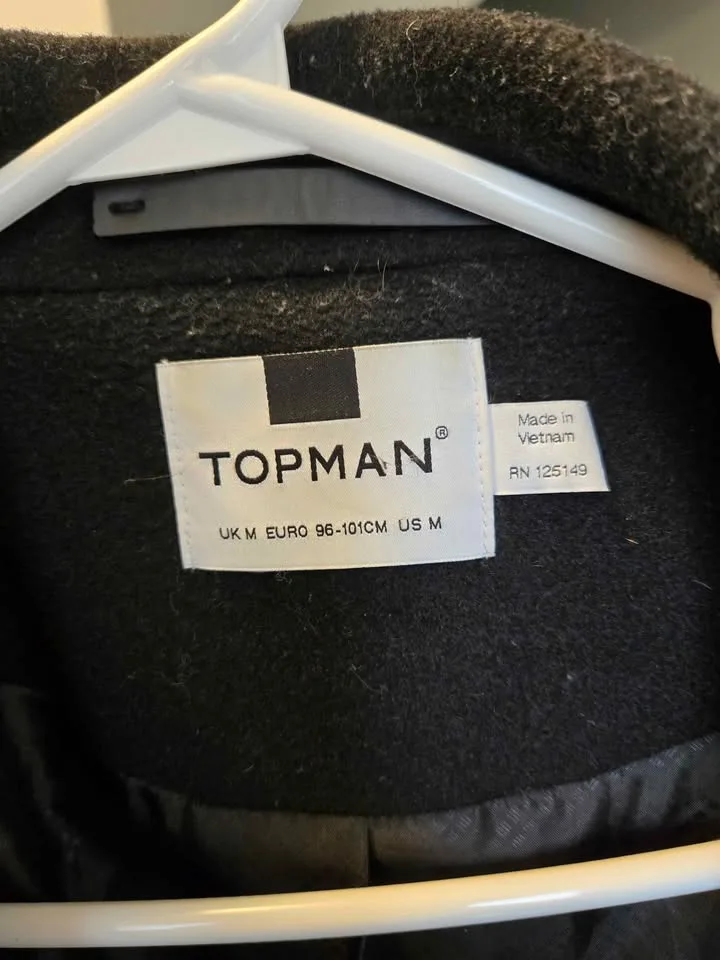 TOPMAN®
UK M EURO 96-101CM US M
Made in
Vietnam
RN 125149